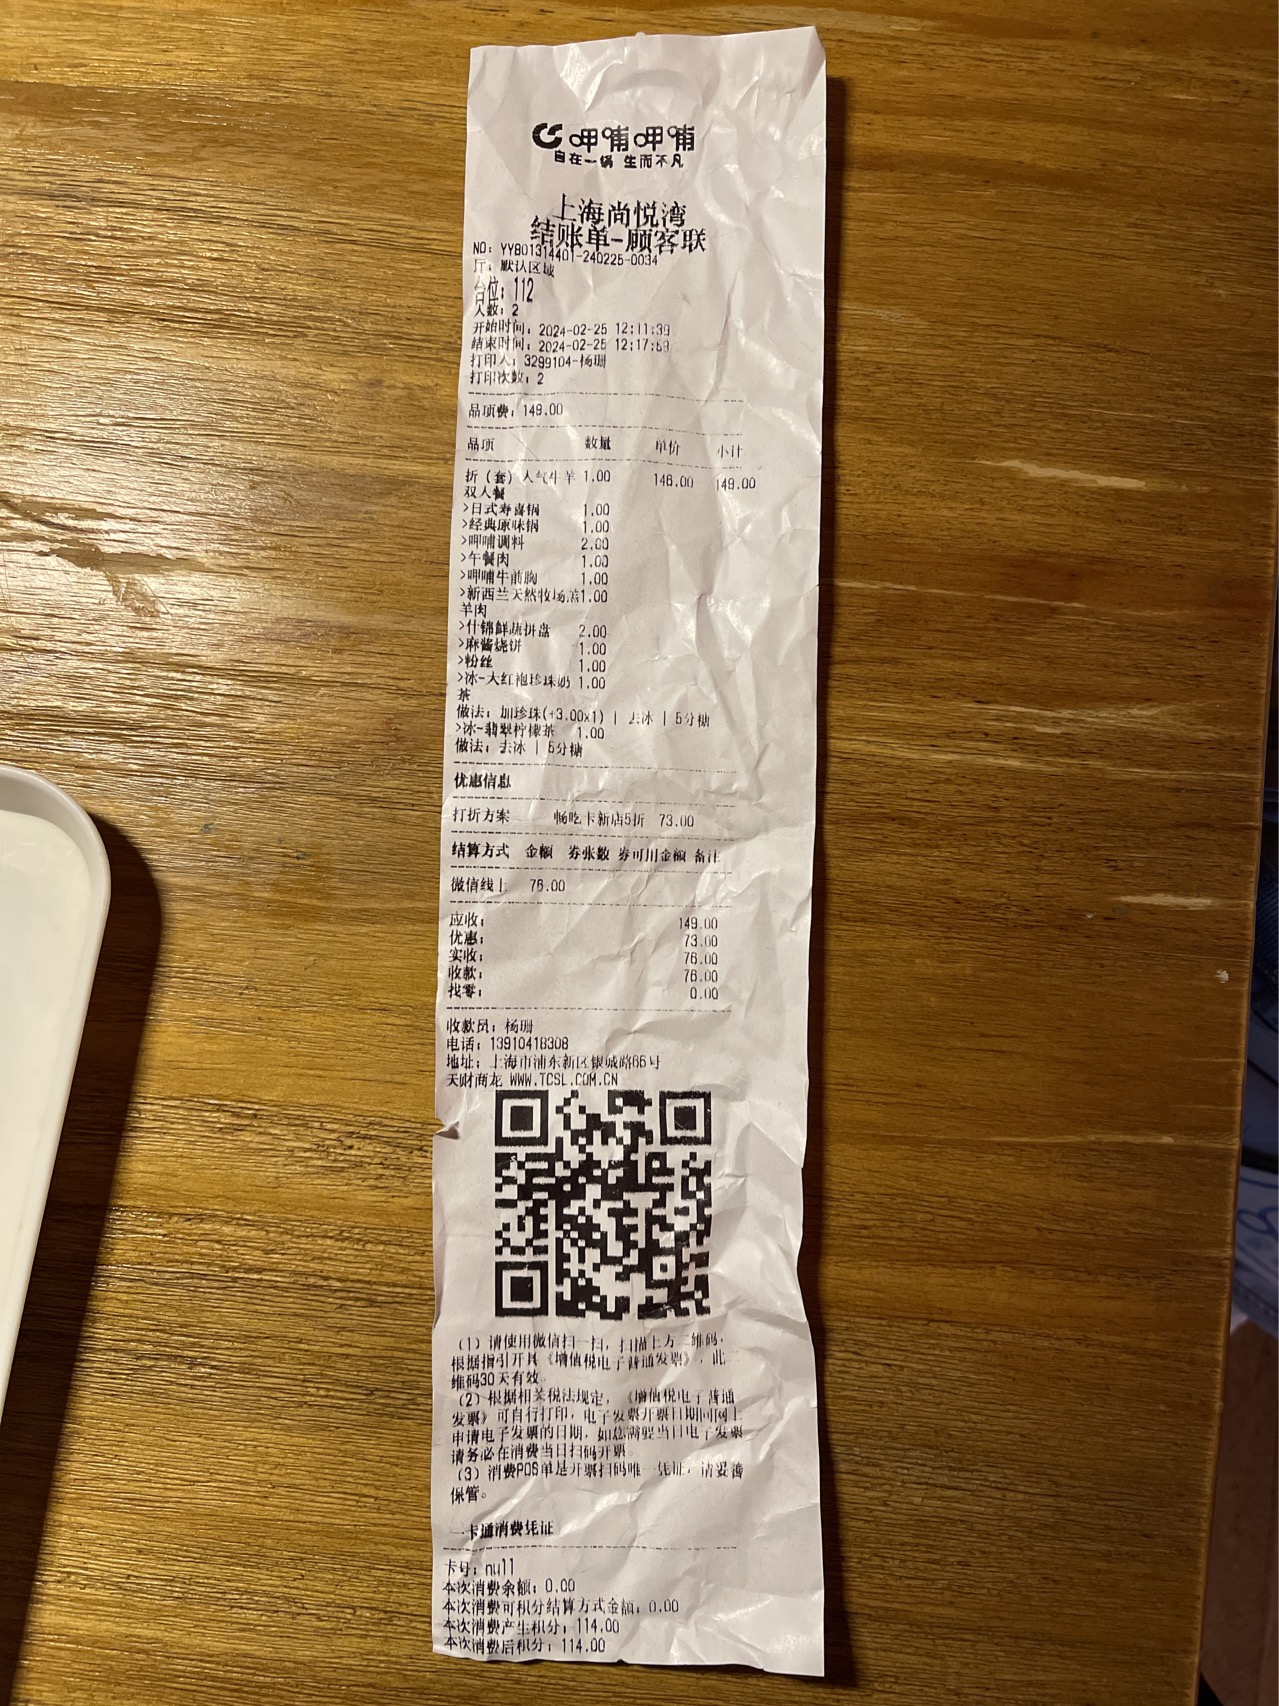 呷哺呷哺
自在一锅 生而不凡
上海尚悦湾
结账单-顾客联
NO: YYB01314401-240225-0034
厅: 默认区域
台位: 112
人数: 2
开始时间: 2024-02-25 12:11:39
结束时间: 2024-02-25 12:17:59
打印人: 3299104-杨珊
打印次数: 2
品项费: 149.00
品项 数量 单价 小计
折(套)人气牛羊 1.00 146.00 149.00
双人餐
>日式寿喜锅 1.00
>经典原味锅 1.00
>呷哺调料 2.00
>午餐肉 1.00
>呷哺牛前胸 1.00
>新西兰天然牧场羔1.00
羊肉
>什锦鲜蔬拼盘 2.00
>麻酱烧饼 1.00
>粉丝 1.00
>冰-大红袍珍珠奶 1.00
茶
做法: 加珍珠(+3.00x1) | 去冰 | 5分糖
>冰-翡翠柠檬茶 1.00
做法: 去冰 | 5分糖
优惠信息
打折方案 畅吃卡新店5折 73.00
结算方式 金额 券张数 券可用金额 备注
微信线上 76.00
应收: 149.00
优惠: 73.00
实收: 76.00
收款: 76.00
找零: 0.00
收款员: 杨珊
电话: 13910418308
地址: 上海市浦东新区银城路66号
天财商龙 WWW.TCSL.COM.CN
(1) 请使用微信扫一扫, 扫描上方二维码,
根据指引开具《增值税电子普通发票》, 此二
维码30天有效。
(2) 根据相关税法规定, 《增值税电子普通
发票》可自行打印, 电子发票开票日期同网上
申请电子发票的日期, 如您需要当日电子发票
请务必在消费当日扫码开票。
(3) 消费POS单是开票扫码唯一凭证, 请妥善
保管。
一卡通消费凭证
卡号: null
本次消费余额: 0.00
本次消费可积分结算方式金额: 0.00
本次消费产生积分: 114.00
本次消费后积分: 114.00